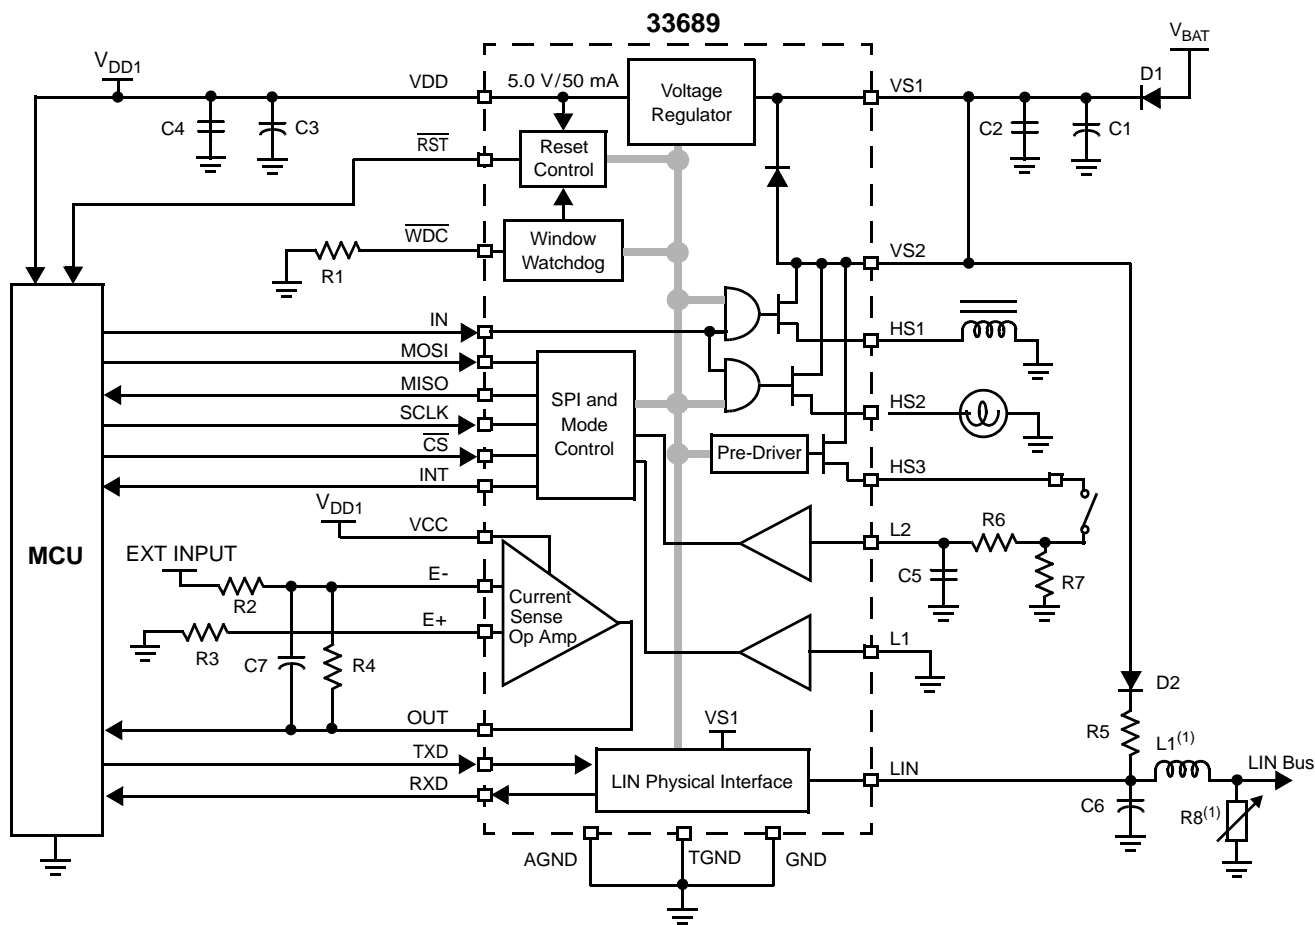 33689
VBAT
VDD1
VDD
5.0 V/50 mA
Voltage
Regulator
VS1
D1
C4
C3
C2
C1
RST
Reset
Control
WDC
R1
Window
Watchdog
VS2
IN
HS1
MOSI
MISO
SPI and
Mode
Control
HS2
SCLK
CS
Pre-Driver
HS3
INT
VDD1
VCC
L2
R6
MCU
EXT INPUT
C5
R7
E-
R2
Current
Sense
Op Amp
E+
L1
R3
C7
R4
D2
OUT
VS1
R5
L1(1)
TXD
LIN Physical Interface
LIN
LIN Bus
RXD
C6
R8(1)
AGND
TGND
GND